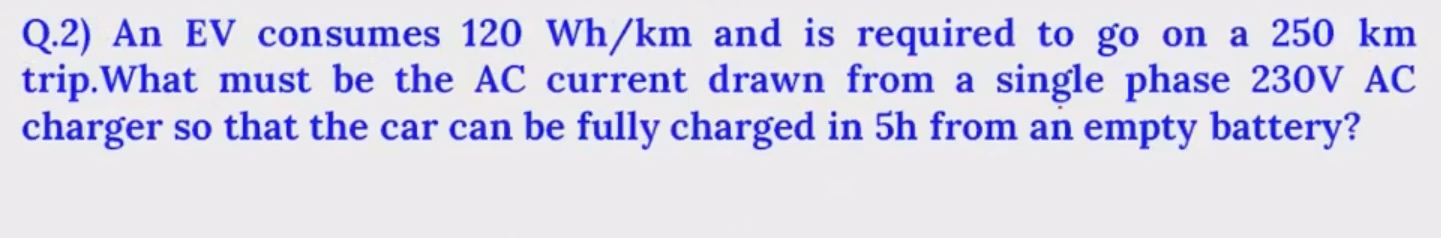 Q.2) An EV consumes 120 Wh/km and is required to go on a 250 km
trip.What must be the AC current drawn from a single phase 230V AC
charger so that the car can be fully charged in 5h from an empty battery?